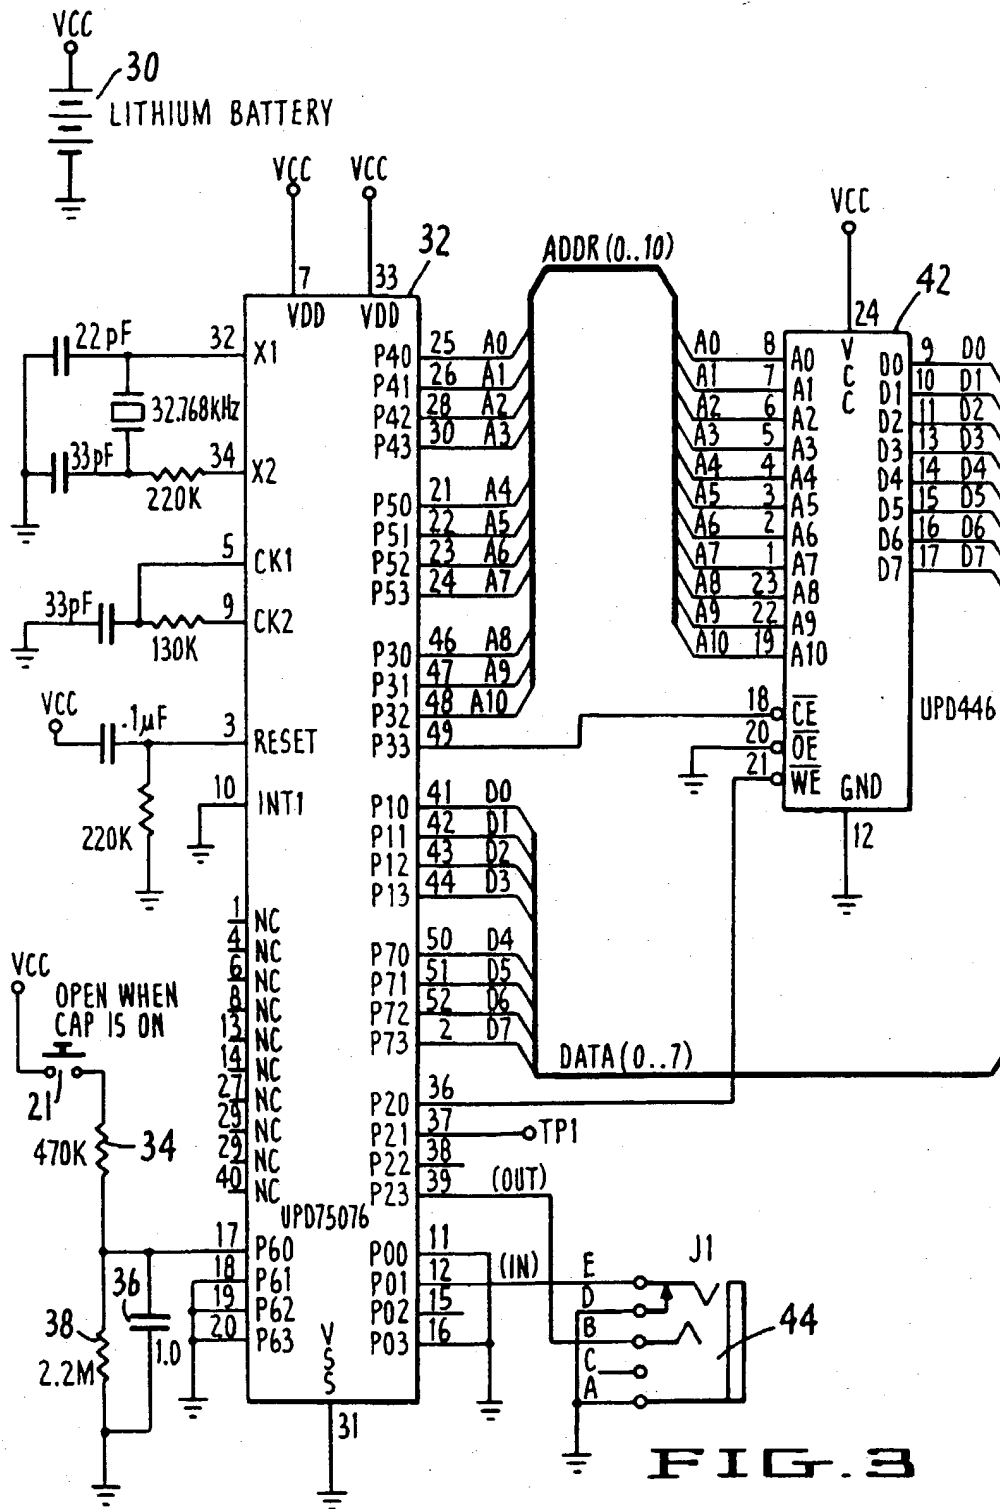 VCC
30
LITHIUM BATTERY
VCC
VCC
7
33
32
VDD
VDD
22pF
32
X1
32.768KHz
33pF
34
X2
220K
5
CK1
33pF
9
CK2
130K
VCC
.1µF
3
RESET
10
INT1
220K
1 NC
4 NC
6 NC
8 NC
13 NC
14 NC
27 NC
29 NC
40 NC
VCC
OPEN WHEN
CAP IS ON
21
470K
34
UPD75076
17 P60
18 P61
19 P62
20 P63
36
1.0
38
2.2M
V
S
S
31
P40 25 A0
P41 26 A1
P42 28 A2
P43 30 A3
P50 21 A4
P51 22 A5
P52 23 A6
P53 24 A7
P30 46 A8
P31 47 A9
P32 48 A10
P33 49
P10 41 D0
P11 42 D1
P12 43 D2
P13 44 D3
P70 50 D4
P71 51 D5
P72 52 D6
P73 2 D7
P20 36
P21 37 TP1
P22 38
P23 39 (OUT)
P00 11
P01 12 (IN)
P02 15
P03 16
ADDR (0..10)
DATA (0..7)
VCC
24
42
V
C
C
A0 8 A0
A1 7 A1
A2 6 A2
A3 5 A3
A4 4 A4
A5 3 A5
A6 2 A6
A7 1 A7
A8 23 A8
A9 22 A9
A10 19 A10
18 CE
20 OE
21 WE
D0 9 D0
D1 10 D1
D2 11 D2
D3 13 D3
D4 14 D4
D5 15 D5
D6 16 D6
D7 17 D7
UPD446
GND
12
J1
E
D
B
C
A
44
FIG. 3